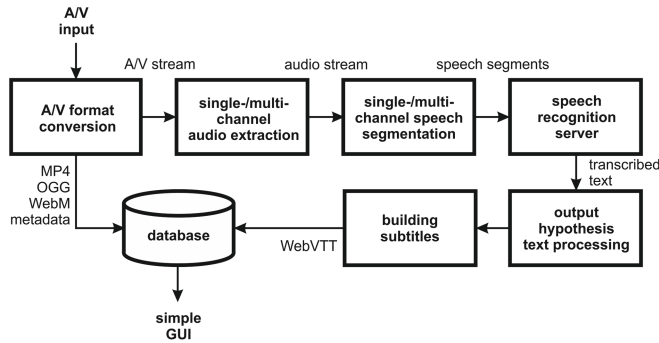 A/V
input
A/V stream
audio stream
speech segments
A/V format
conversion
single-/multi-
channel
audio extraction
single-/multi-
channel speech
segmentation
speech
recognition
server
transcribed
text
MP4
OGG
WebM
metadata
database
WebVTT
building
subtitles
output
hypothesis
text processing
simple
GUI